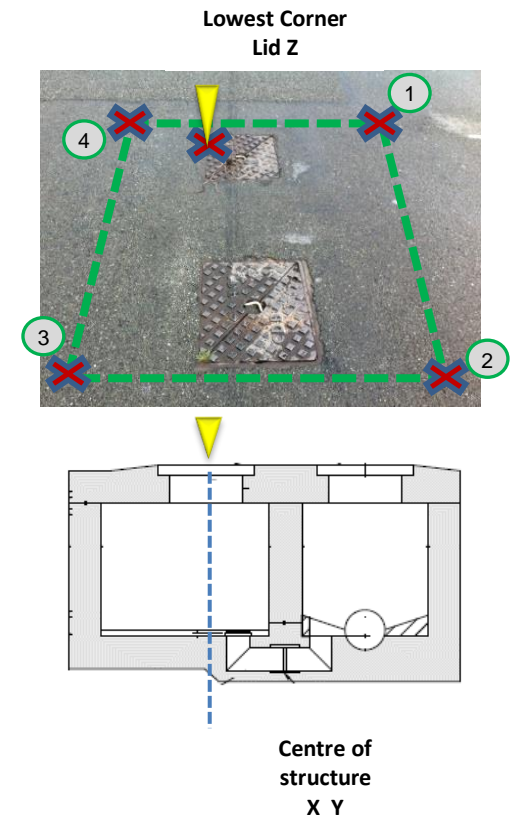 Lowest Corner
Lid Z
1
4
3
2
Centre of
structure
X Y